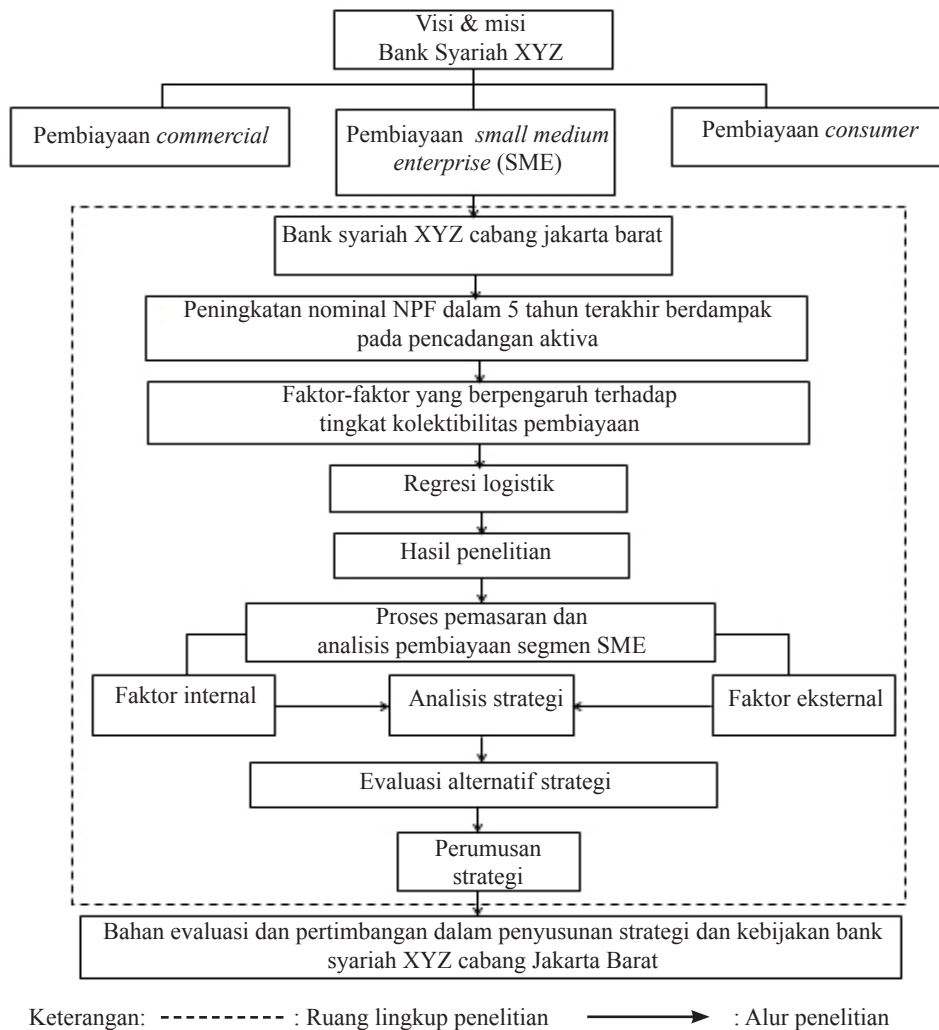 Visi & misi
Bank Syariah XYZ
Pembiayaan commercial
Pembiayaan small medium
enterprise (SME)
Pembiayaan consumer
Bank syariah XYZ cabang jakarta barat
Peningkatan nominal NPF dalam 5 tahun terakhir berdampak
pada pencadangan aktiva
Faktor-faktor yang berpengaruh terhadap
tingkat kolektibilitas pembiayaan
Regresi logistik
Hasil penelitian
Proses pemasaran dan
analisis pembiayaan segmen SME
Faktor internal
Analisis strategi
Faktor eksternal
Evaluasi alternatif strategi
Perumusan
strategi
Bahan evaluasi dan pertimbangan dalam penyusunan strategi dan kebijakan bank
syariah XYZ cabang Jakarta Barat
Keterangan: : Ruang lingkup penelitian : Alur penelitian